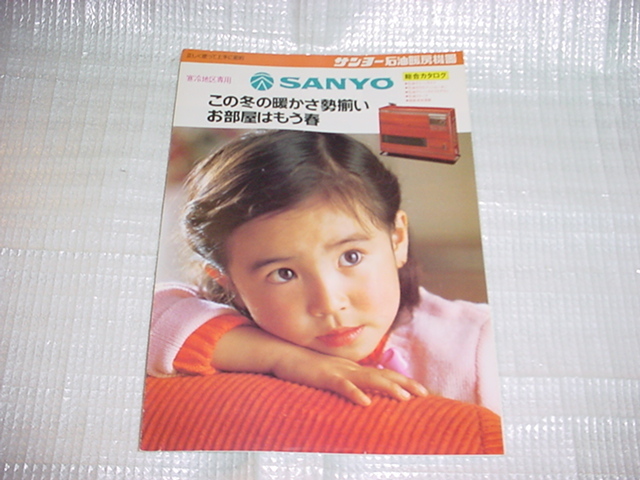 正しく使って上手に節約
サンヨー石油暖房機器
寒冷地区専用
SANYO
総合カタログ
この冬の暖かさ勢揃い
お部屋はもう春